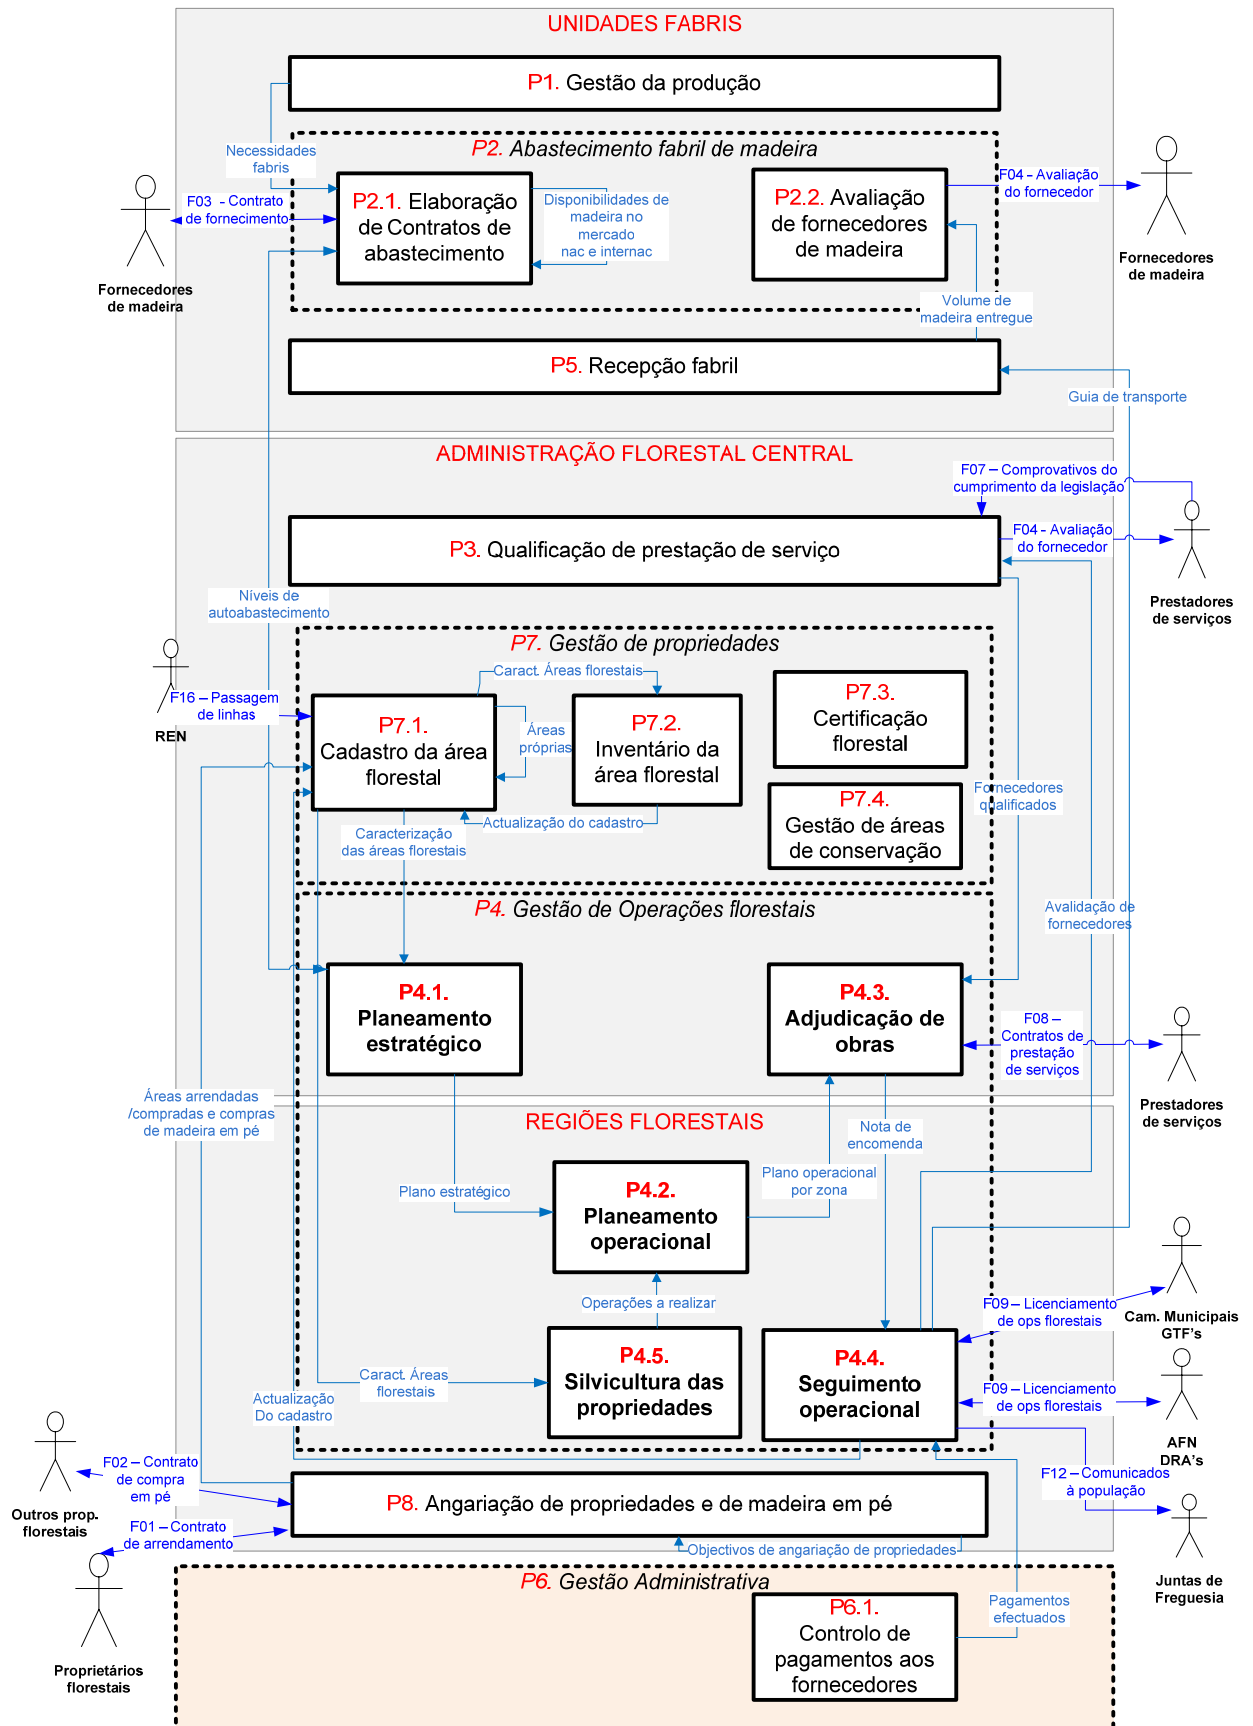 UNIDADES FABRIS
P1. Gestão da produção
P2. Abastecimento fabril de madeira
Necessidades
fabris
P2.1. Elaboração
de Contratos de
abastecimento
Disponibilidades de
madeira no
mercado
nac e internac
P2.2. Avaliação
de fornecedores
de madeira
F03 - Contrato
de fornecimento
Fornecedores
de madeira
F04 - Avaliação
do fornecedor
Fornecedores
de madeira
Volume de
madeira entregue
P5. Recepção fabril
Guia de transporte
ADMINISTRAÇÃO FLORESTAL CENTRAL
F07 – Comprovativos do
cumprimento da legislação
P3. Qualificação de prestação de serviço
F04 - Avaliação
do fornecedor
Prestadores
de serviços
Níveis de
autoabastecimento
P7. Gestão de propriedades
Caract. Áreas florestais
F16 – Passagem
de linhas
REN
P7.1.
Cadastro da área
florestal
Áreas
próprias
P7.2.
Inventário da
área florestal
P7.3.
Certificação
florestal
Fornecedores
qualificados
P7.4.
Gestão de áreas
de conservação
Actualização do cadastro
Caracterização
das áreas florestais
P4. Gestão de Operações florestais
Avalidação de
fornecedores
P4.1.
Planeamento
estratégico
P4.3.
Adjudicação de
obras
F08 –
Contratos de
prestação
de serviços
Prestadores
de serviços
Áreas arrendadas
/compradas e compras
de madeira em pé
REGIÕES FLORESTAIS
Nota de
encomenda
Plano estratégico
P4.2.
Planeamento
operacional
Plano operacional
por zona
Operações a realizar
F09 – Licenciamento
de ops florestais
Cam. Municipais
GTF's
P4.5.
Silvicultura das
propriedades
P4.4.
Seguimento
operacional
Caract. Áreas
florestais
Actualização
Do cadastro
F09 – Licenciamento
de ops florestais
AFN
DRA's
F12 – Comunicados
à população
Juntas de
Freguesia
F02 – Contrato
de compra
em pé
Outros prop.
florestais
P8. Angariação de propriedades e de madeira em pé
F01 – Contrato
de arrendamento
Objectivos de angariação de propriedades
Proprietários
florestais
P6. Gestão Administrativa
P6.1.
Controlo de
pagamentos aos
fornecedores
Pagamentos
efectuados